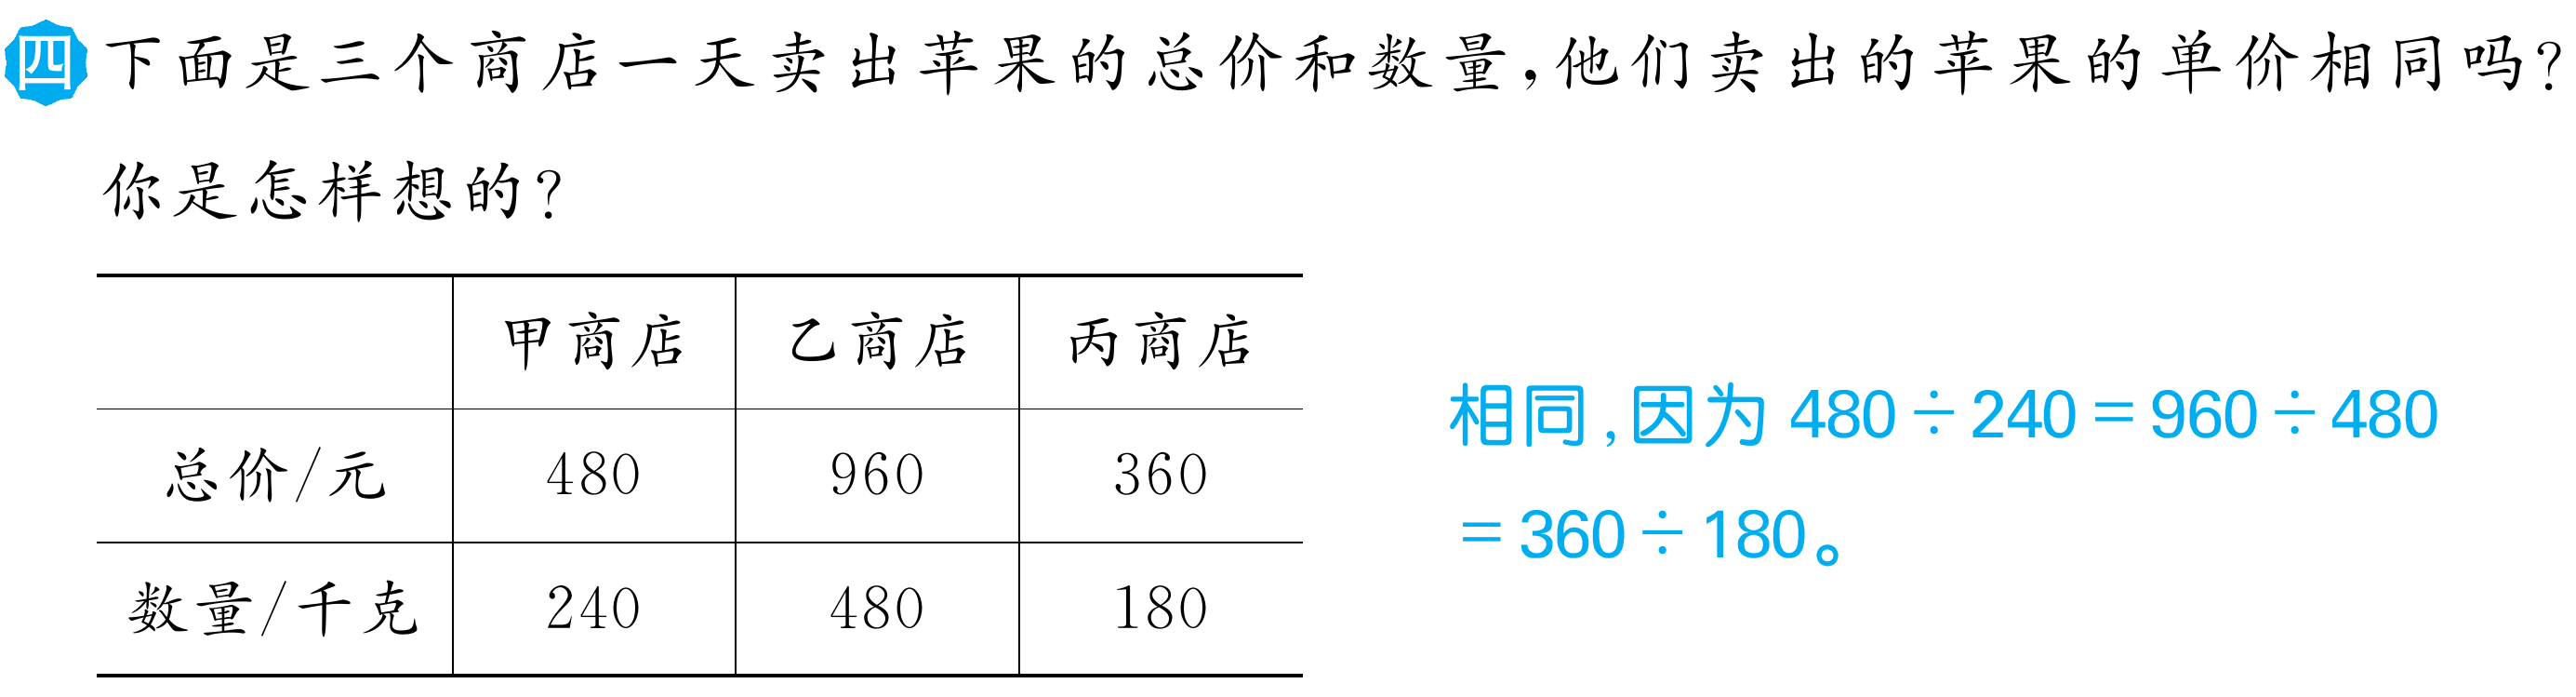 四 下面是三个商店一天卖出苹果的总价和数量,他们卖出的苹果的单价相同吗?
你是怎样想的?
甲商店 乙商店 丙商店
总价/元 480 960 360
数量/千克 240 480 180
相同,因为 480÷240=960÷480
=360÷180。